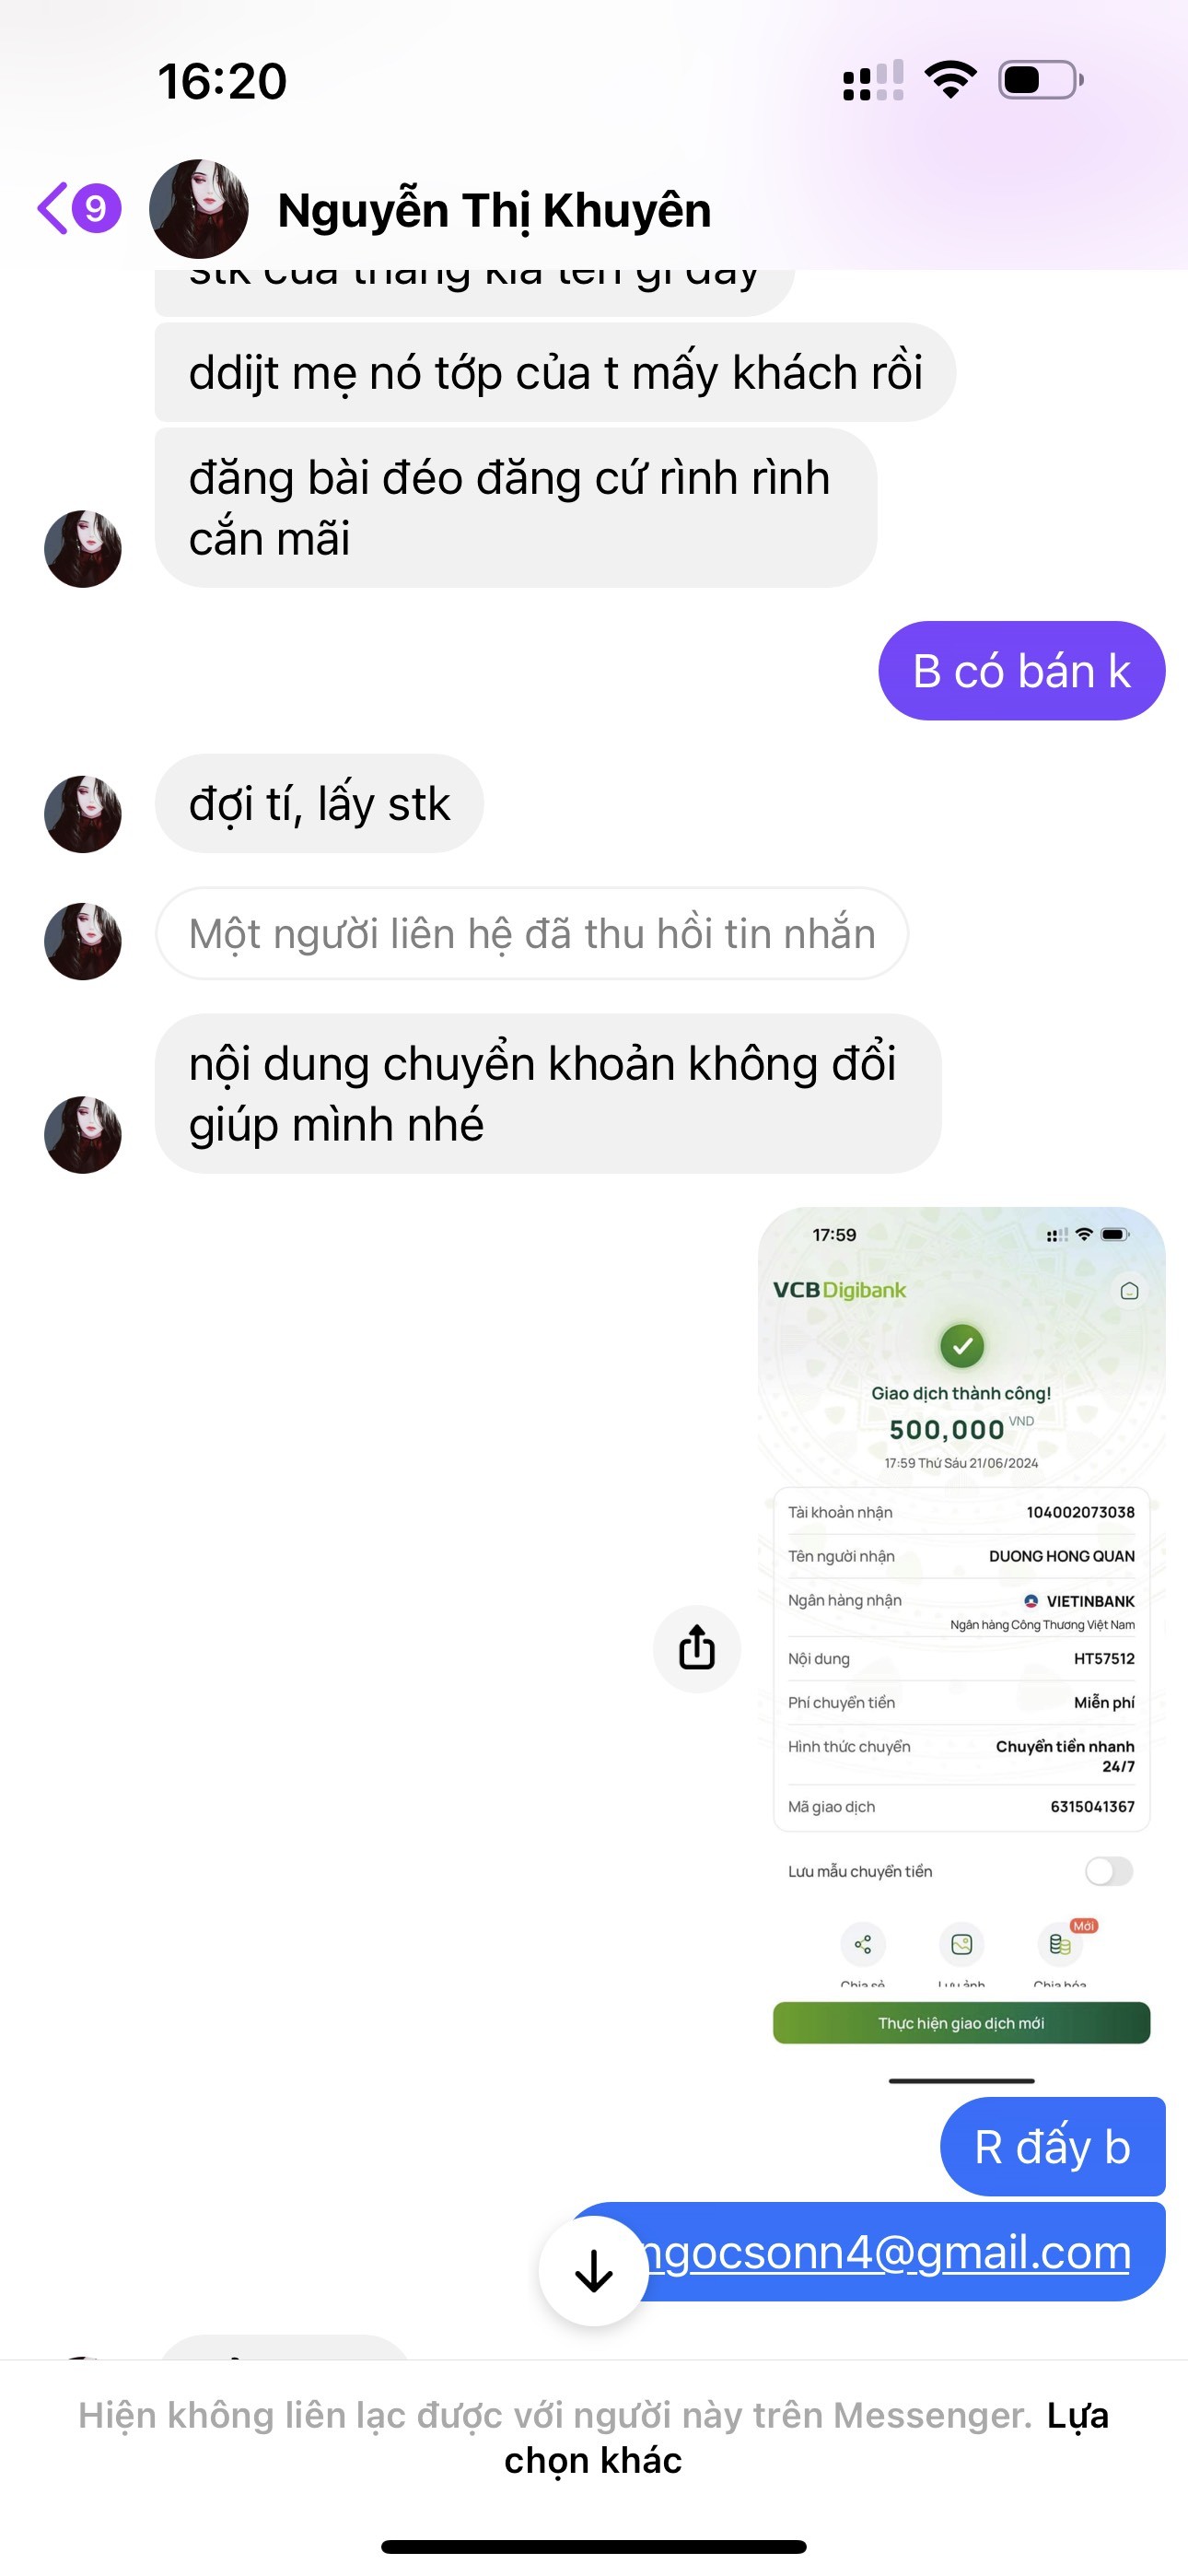 16:20
9
Nguyễn Thị Khuyên
stk của thằng kia tên gì đấy
ddijt mẹ nó tớp của t mấy khách rồi
đăng bài đéo đăng cứ rình rình
cắn mãi
B có bán k
đợi tí, lấy stk
Một người liên hệ đã thu hồi tin nhắn
nội dung chuyển khoản không đổi
giúp mình nhé
17:59
VCB Digibank
Giao dịch thành công!
500,000 VND
17:59 Thứ Sáu 21/06/2024
Tài khoản nhận 104002073038
Tên người nhận DUONG HONG QUAN
Ngân hàng nhận VIETINBANK
Ngân hàng Công Thương Việt Nam
Nội dung HT57512
Phí chuyển tiền Miễn phí
Hình thức chuyển Chuyển tiền nhanh
24/7
Mã giao dịch 6315041367
Lưu mẫu chuyển tiền
Mới
Chia sẻ Lưu ảnh Chia hóa
Thực hiện giao dịch mới
R đấy b
ngocsonn4@gmail.com
Hiện không liên lạc được với người này trên Messenger. Lựa
chọn khác